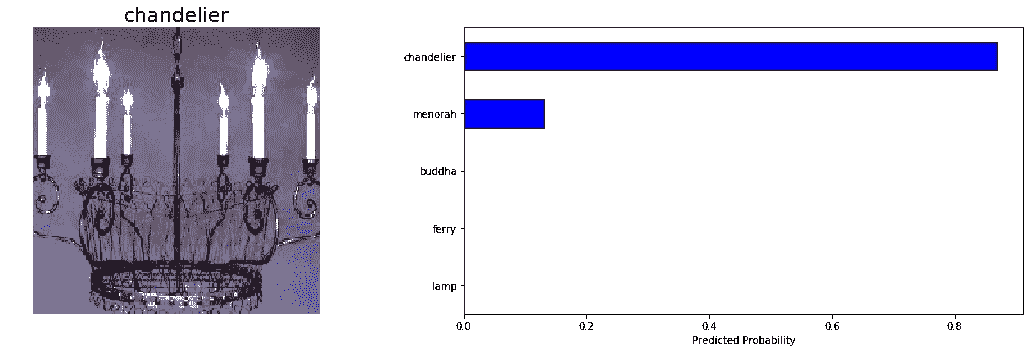 chandelier
chandelier
menorah
buddha
ferry
lamp
0.0 0.2 0.4 0.6 0.8
Predicted Probability